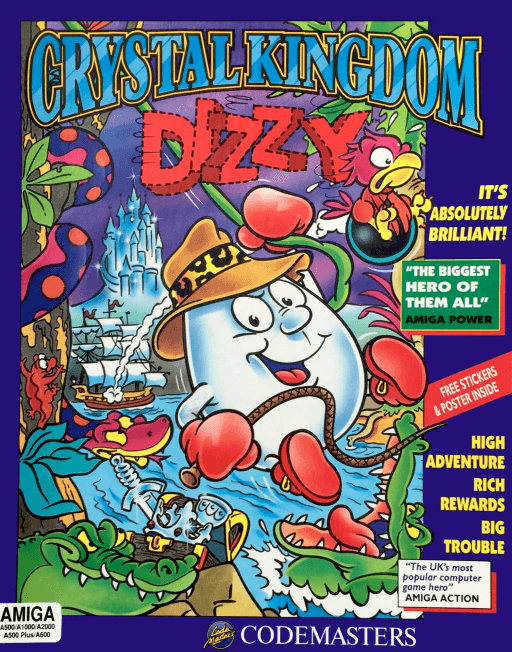 CRYSTAL KINGDOM
DIZZY
IT'S
ABSOLUTELY
BRILLIANT!
"THE BIGGEST
HERO OF
THEM ALL"
AMIGA POWER
FREE STICKERS
& POSTER INSIDE
HIGH
ADVENTURE
RICH
REWARDS
BIG
TROUBLE
"The UK's most
popular computer
game hero"
AMIGA ACTION
AMIGA
A500/A1000/A2000
A500 Plus/A600
Code
Masters
CODEMASTERS